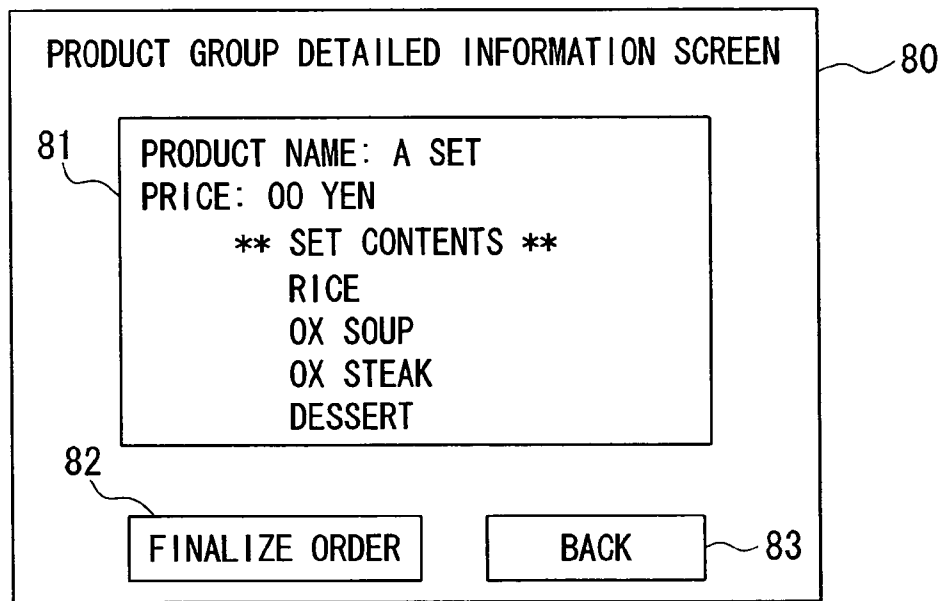 PRODUCT GROUP DETAILED INFORMATION SCREEN
80
81
PRODUCT NAME: A SET
PRICE: OO YEN
** SET CONTENTS **
RICE
OX SOUP
OX STEAK
DESSERT
82
FINALIZE ORDER
BACK
83